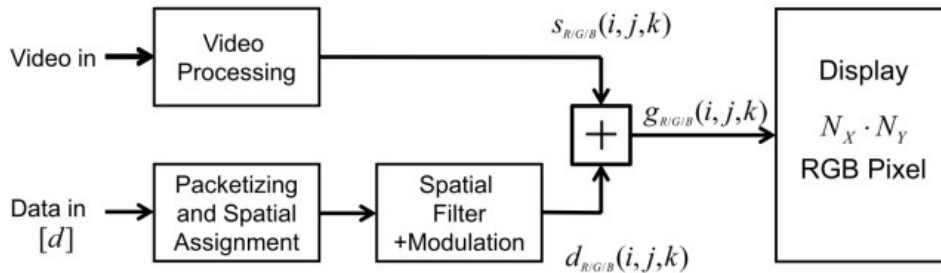 Video in
Video
Processing
s_{R/G/B}(i,j,k)
+
g_{R/G/B}(i,j,k)
Display
N_X · N_Y
RGB Pixel
Data in
[d]
Packetizing
and Spatial
Assignment
Spatial
Filter
+Modulation
d_{R/G/B}(i,j,k)